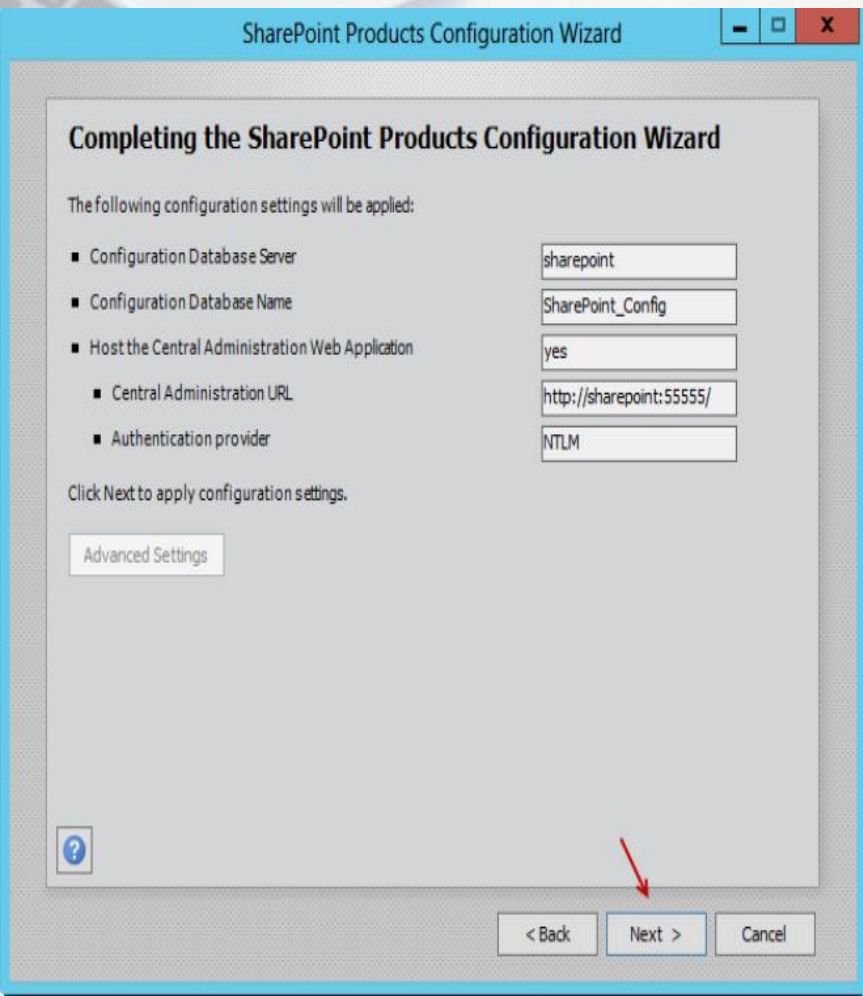 SharePoint Products Configuration Wizard
X
Completing the SharePoint Products Configuration Wizard
The following configuration settings will be applied:
Configuration Database Server sharepoint
Configuration Database Name SharePoint_Config
Host the Central Administration Web Application yes
Central Administration URL http://sharepoint:55555/
Authentication provider NTLM
Click Next to apply configuration settings.
Advanced Settings
?
< Back Next > Cancel